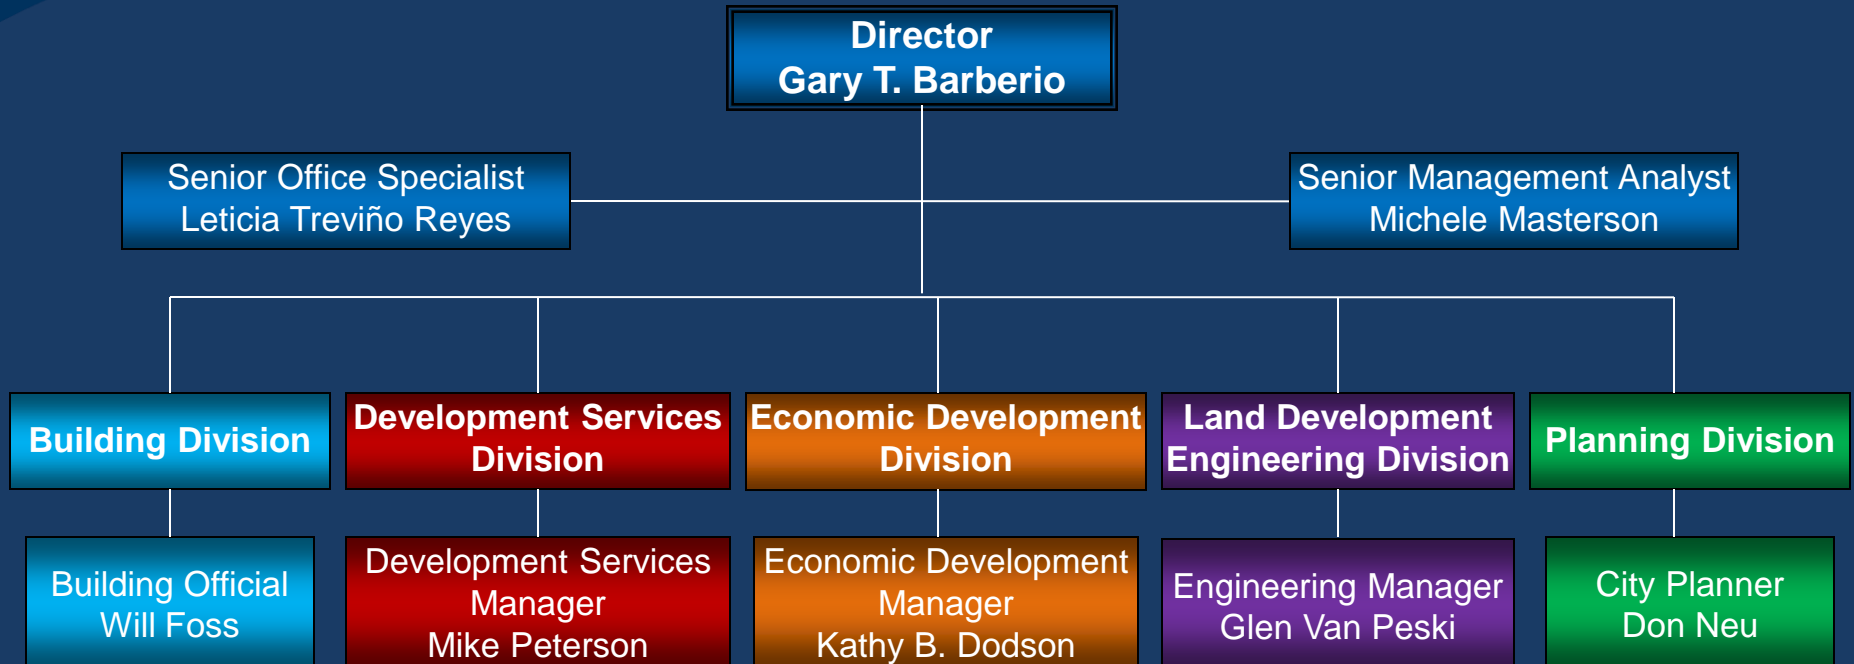 Director
Gary T. Barberio
Senior Office Specialist
Leticia Treviño Reyes
Senior Management Analyst
Michele Masterson
Building Division
Development Services
Division
Economic Development
Division
Land Development
Engineering Division
Planning Division
Building Official
Will Foss
Development Services
Manager
Mike Peterson
Economic Development
Manager
Kathy B. Dodson
Engineering Manager
Glen Van Peski
City Planner
Don Neu